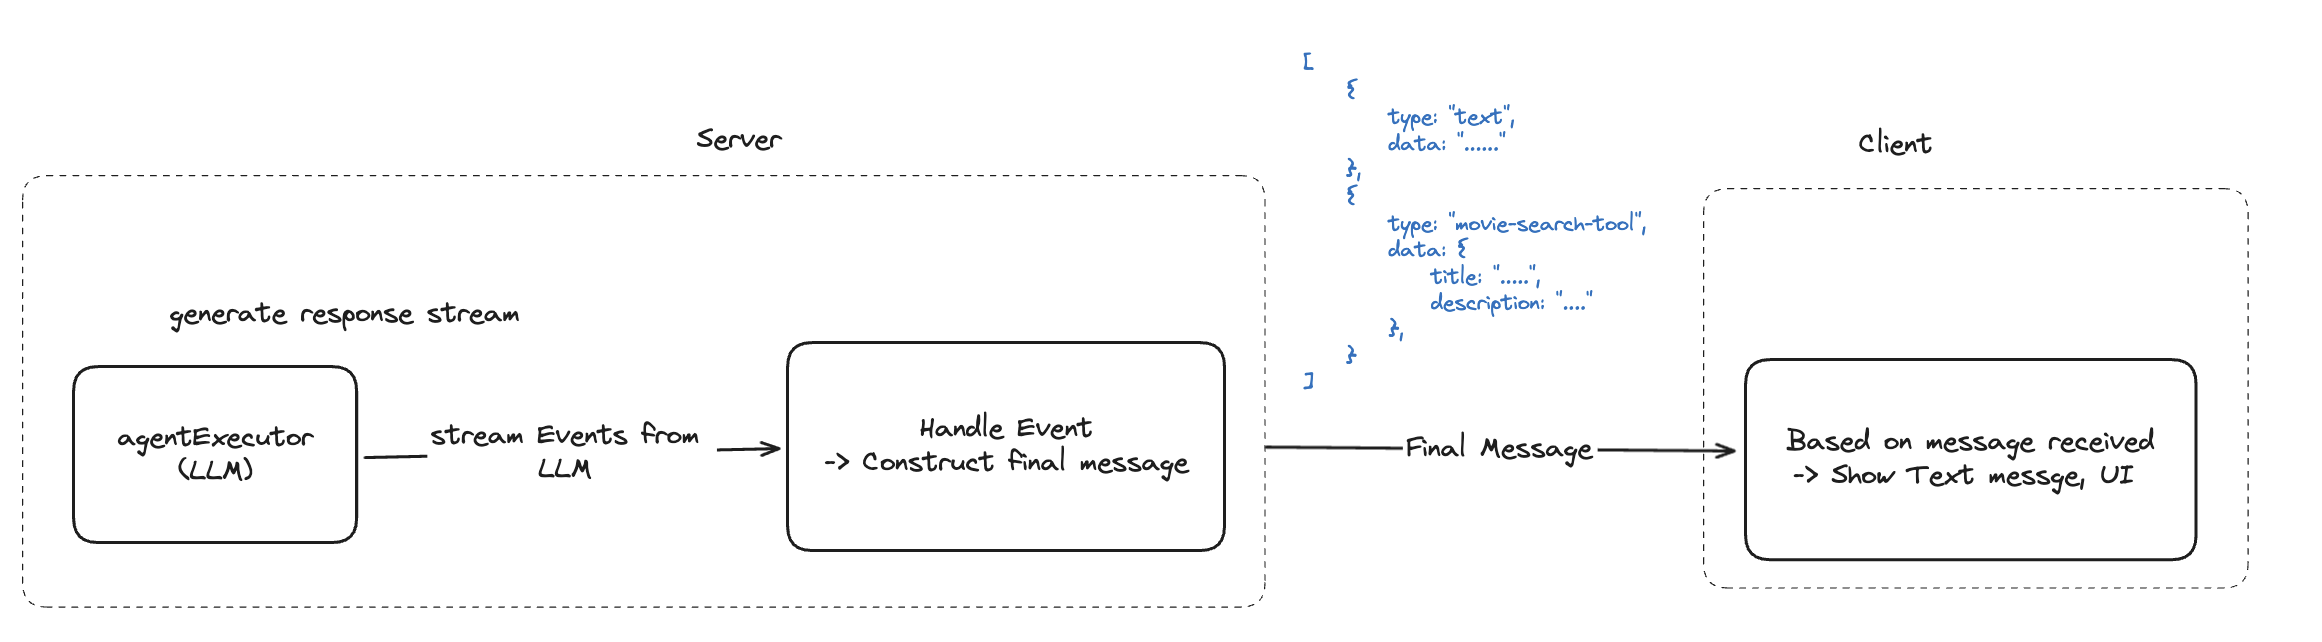 Server
generate response stream
agentExecutor
(LLM)
stream Events from
LLM
Handle Event
-> Construct final message
[
{
type: "text",
data: "......"
},
{
type: "movie-search-tool",
data: {
title: ".....",
description: "...."
},
}
]
Final Message
Client
Based on message received
-> Show Text messge, UI